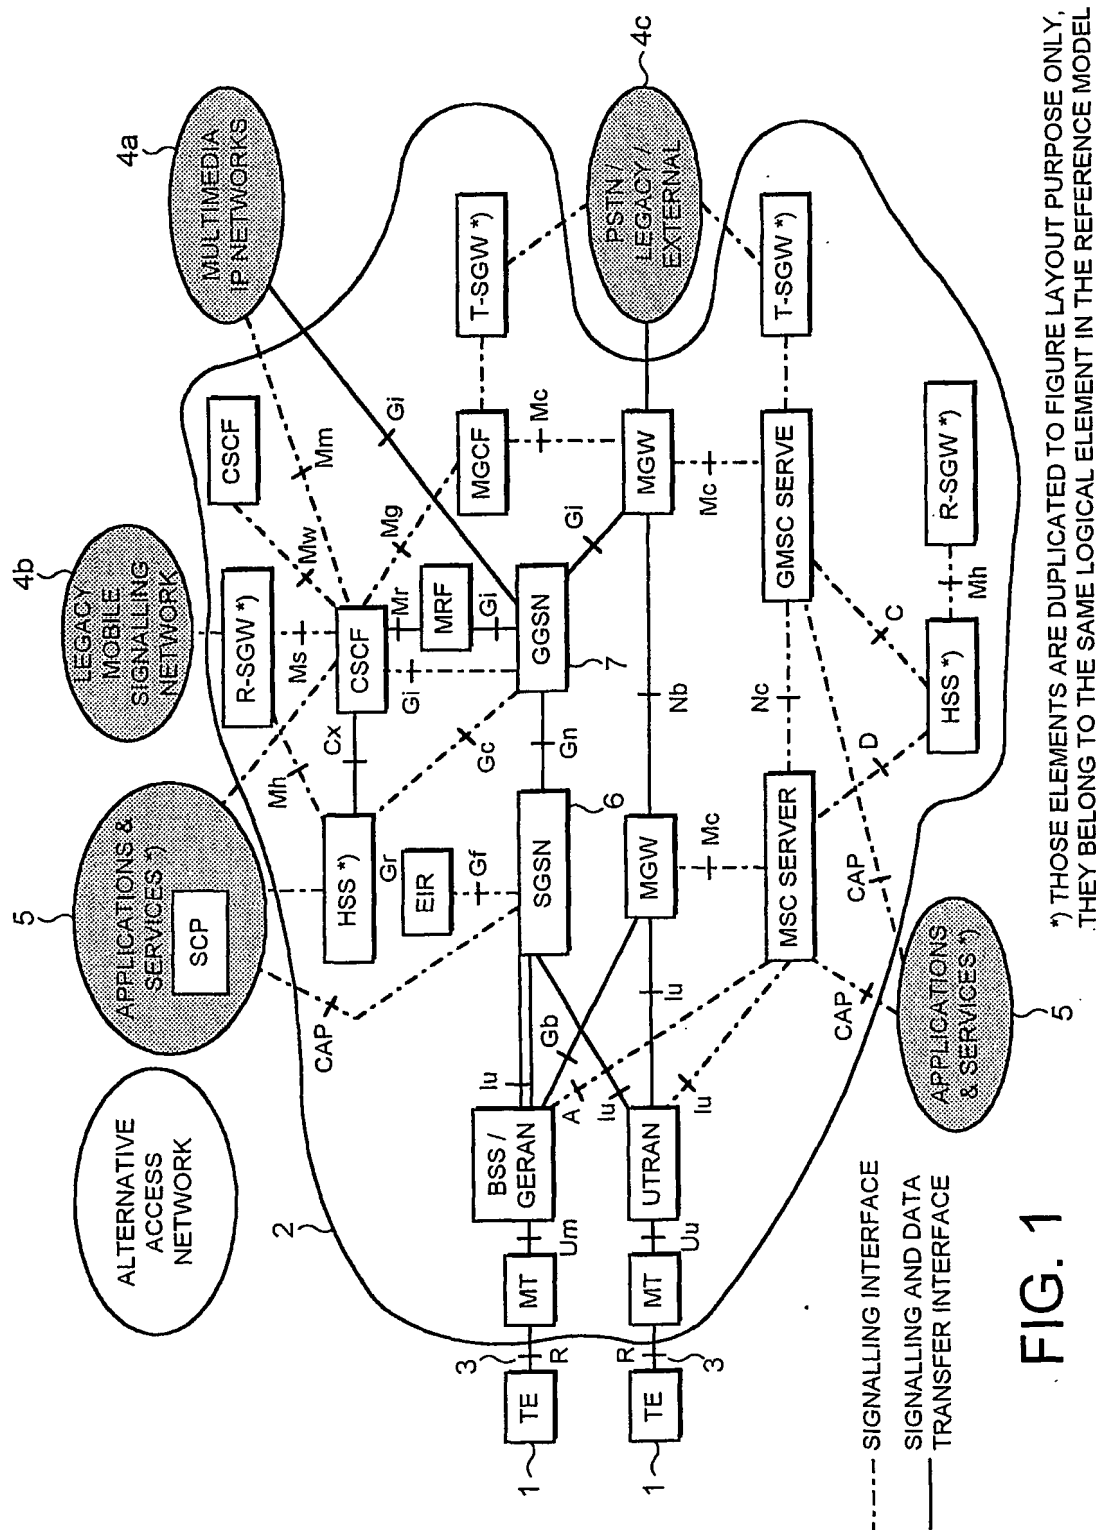 ALTERNATIVE
ACCESS
NETWORK
5
APPLICATIONS &
SERVICES *)
SCP
4b
LEGACY
MOBILE
SIGNALLING
NETWORK
4a
MULTIMEDIA
IP NETWORKS
2
CAP
Mh
R-SGW *)
Ms
Mw
CSCF
Mm
HSS *)
Cx
CSCF
Gi
Mr
Mg
Gi
Gr
EIR
Gf
Gc
MRF
Gi
MGCF
T-SGW *)
Mc
3
1
TE
R
MT
Um
BSS /
GERAN
Iu
SGSN
6
Gn
GGSN
7
Gi
4c
PSTN/
LEGACY /
EXTERNAL
A
Gb
Iu
1
TE
R
3
MT
Uu
UTRAN
Iu
Iu
MGW
Nb
MGW
Mc
Mc
MSC SERVER
Nc
GMSC SERVE
T-SGW *)
CAP
CAP
D
C
HSS *)
Mh
R-SGW *)
APPLICATIONS
& SERVICES *)
5
SIGNALLING INTERFACE
SIGNALLING AND DATA
TRANSFER INTERFACE
*) THOSE ELEMENTS ARE DUPLICATED TO FIGURE LAYOUT PURPOSE ONLY,
THEY BELONG TO THE SAME LOGICAL ELEMENT IN THE REFERENCE MODEL
FIG. 1